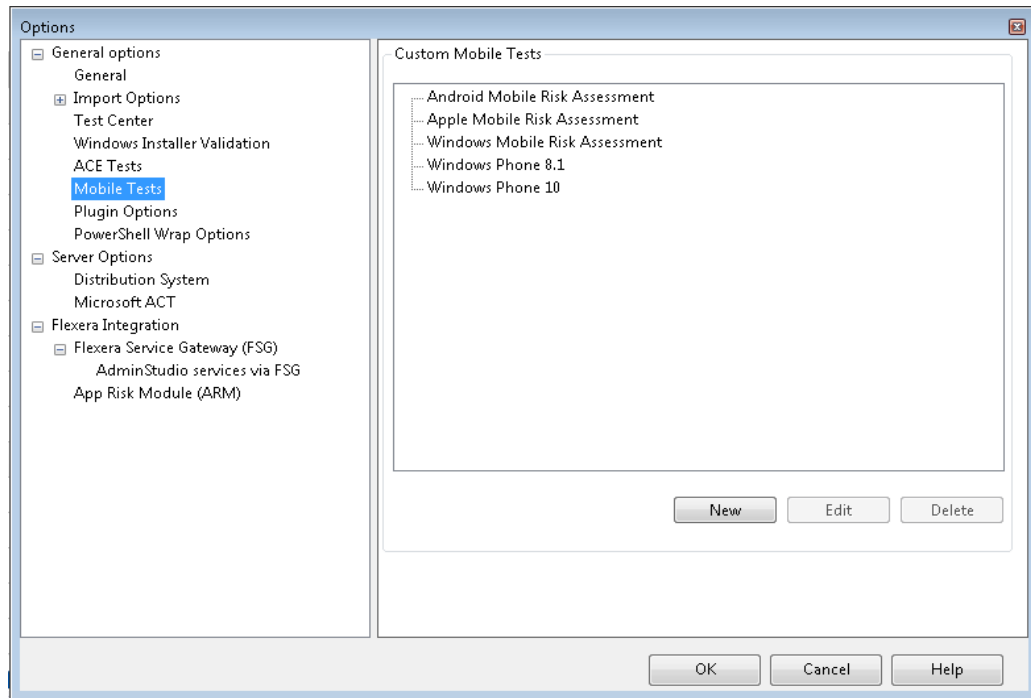 Options
General options
General
Import Options
Test Center
Windows Installer Validation
ACE Tests
Mobile Tests
Plugin Options
PowerShell Wrap Options
Server Options
Distribution System
Microsoft ACT
Flexera Integration
Flexera Service Gateway (FSG)
AdminStudio services via FSG
App Risk Module (ARM)
Custom Mobile Tests
Android Mobile Risk Assessment
Apple Mobile Risk Assessment
Windows Mobile Risk Assessment
Windows Phone 8.1
Windows Phone 10
New Edit Delete
OK Cancel Help